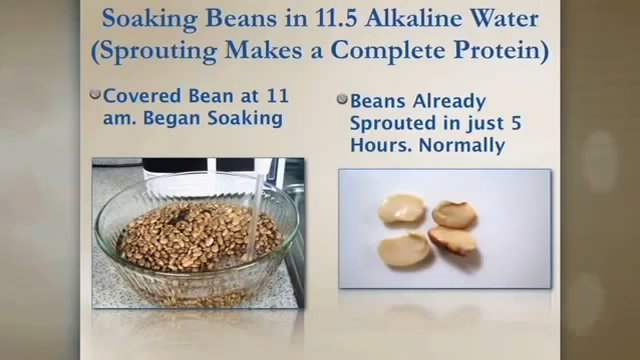 Soaking Beans in 11.5 Alkaline Water
(Sprouting Makes a Complete Protein)
Covered Bean at 11
am. Began Soaking
Beans Already
Sprouted in just 5
Hours. Normally